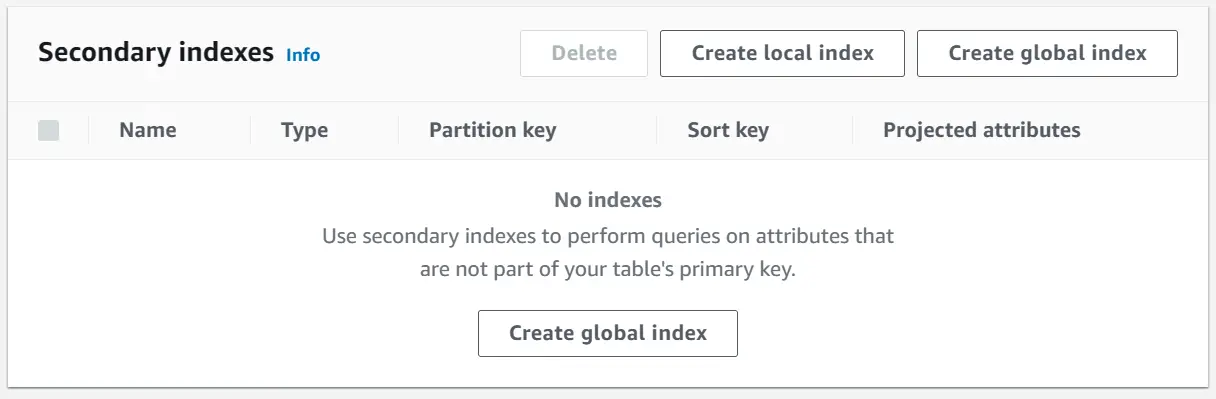 Secondary indexes Info Delete Create local index Create global index
Name Type Partition key Sort key Projected attributes
No indexes
Use secondary indexes to perform queries on attributes that
are not part of your table's primary key.
Create global index